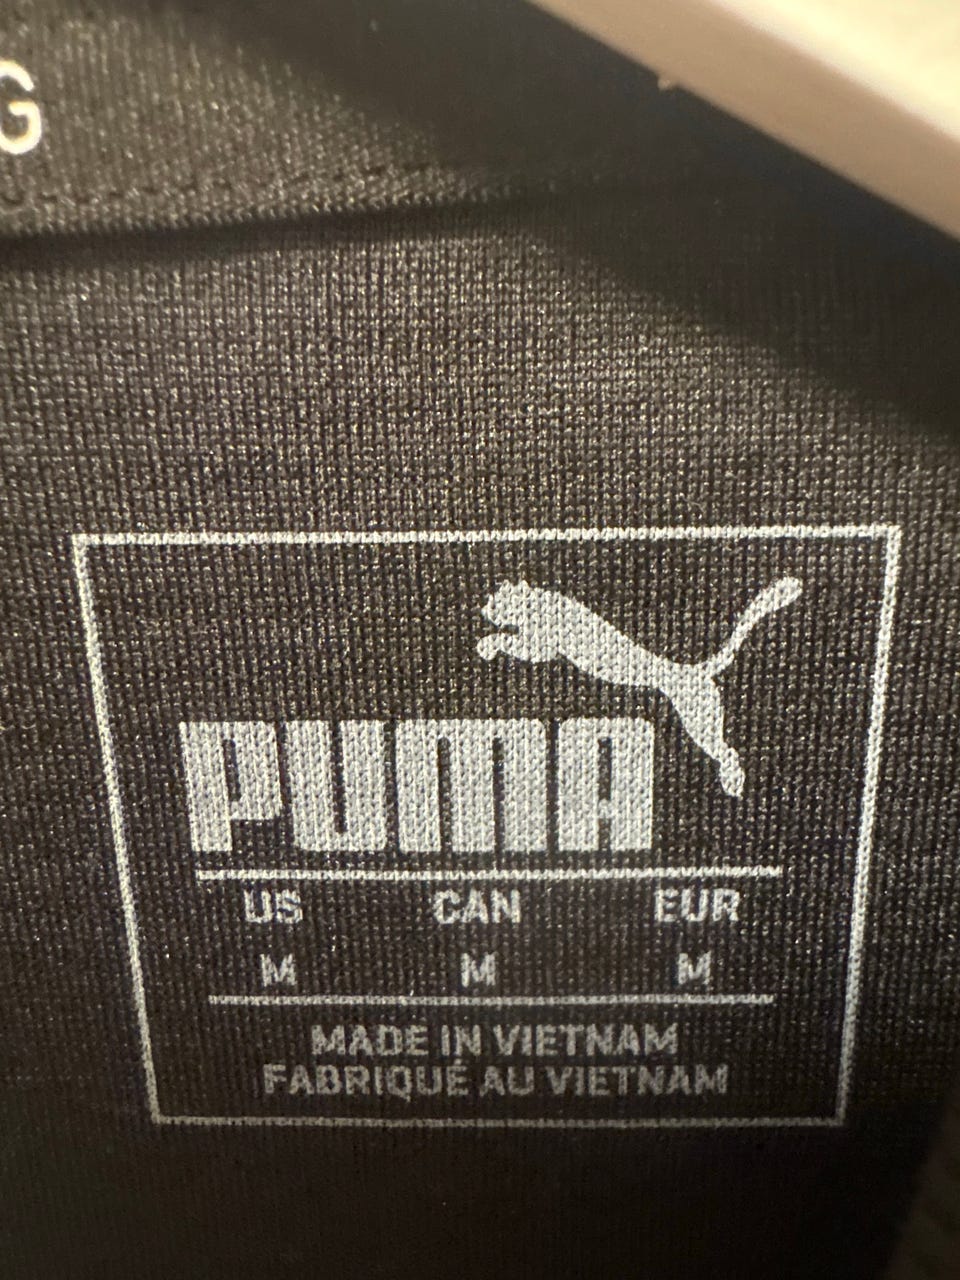 G
PUMA
US CAN EUR
M M M
MADE IN VIETNAM
FABRIQUÉ AU VIETNAM